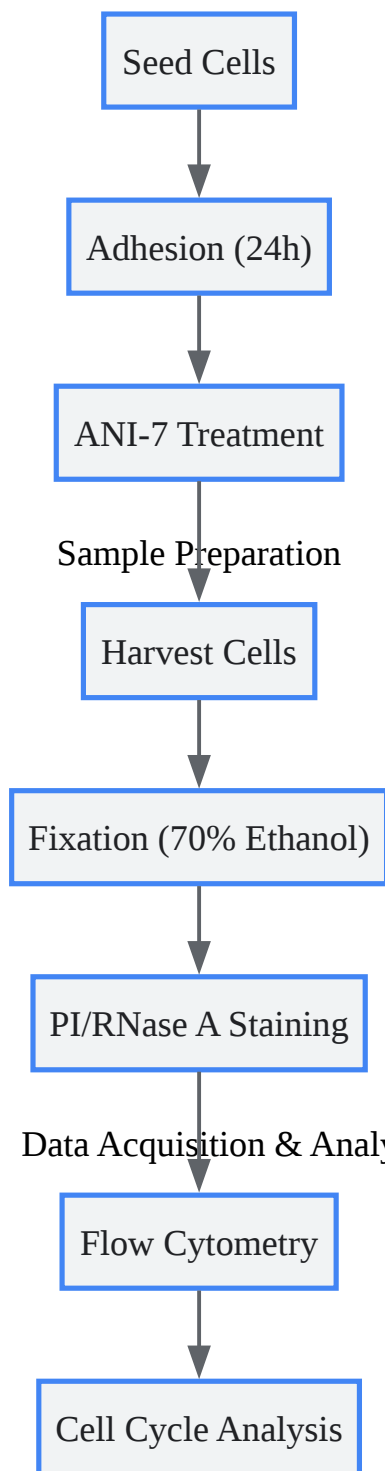 Seed Cells
Adhesion (24h)
ANI-7 Treatment
Sample Preparation
Harvest Cells
Fixation (70% Ethanol)
PI/RNase A Staining
Data Acquisition & Analy
Flow Cytometry
Cell Cycle Analysis